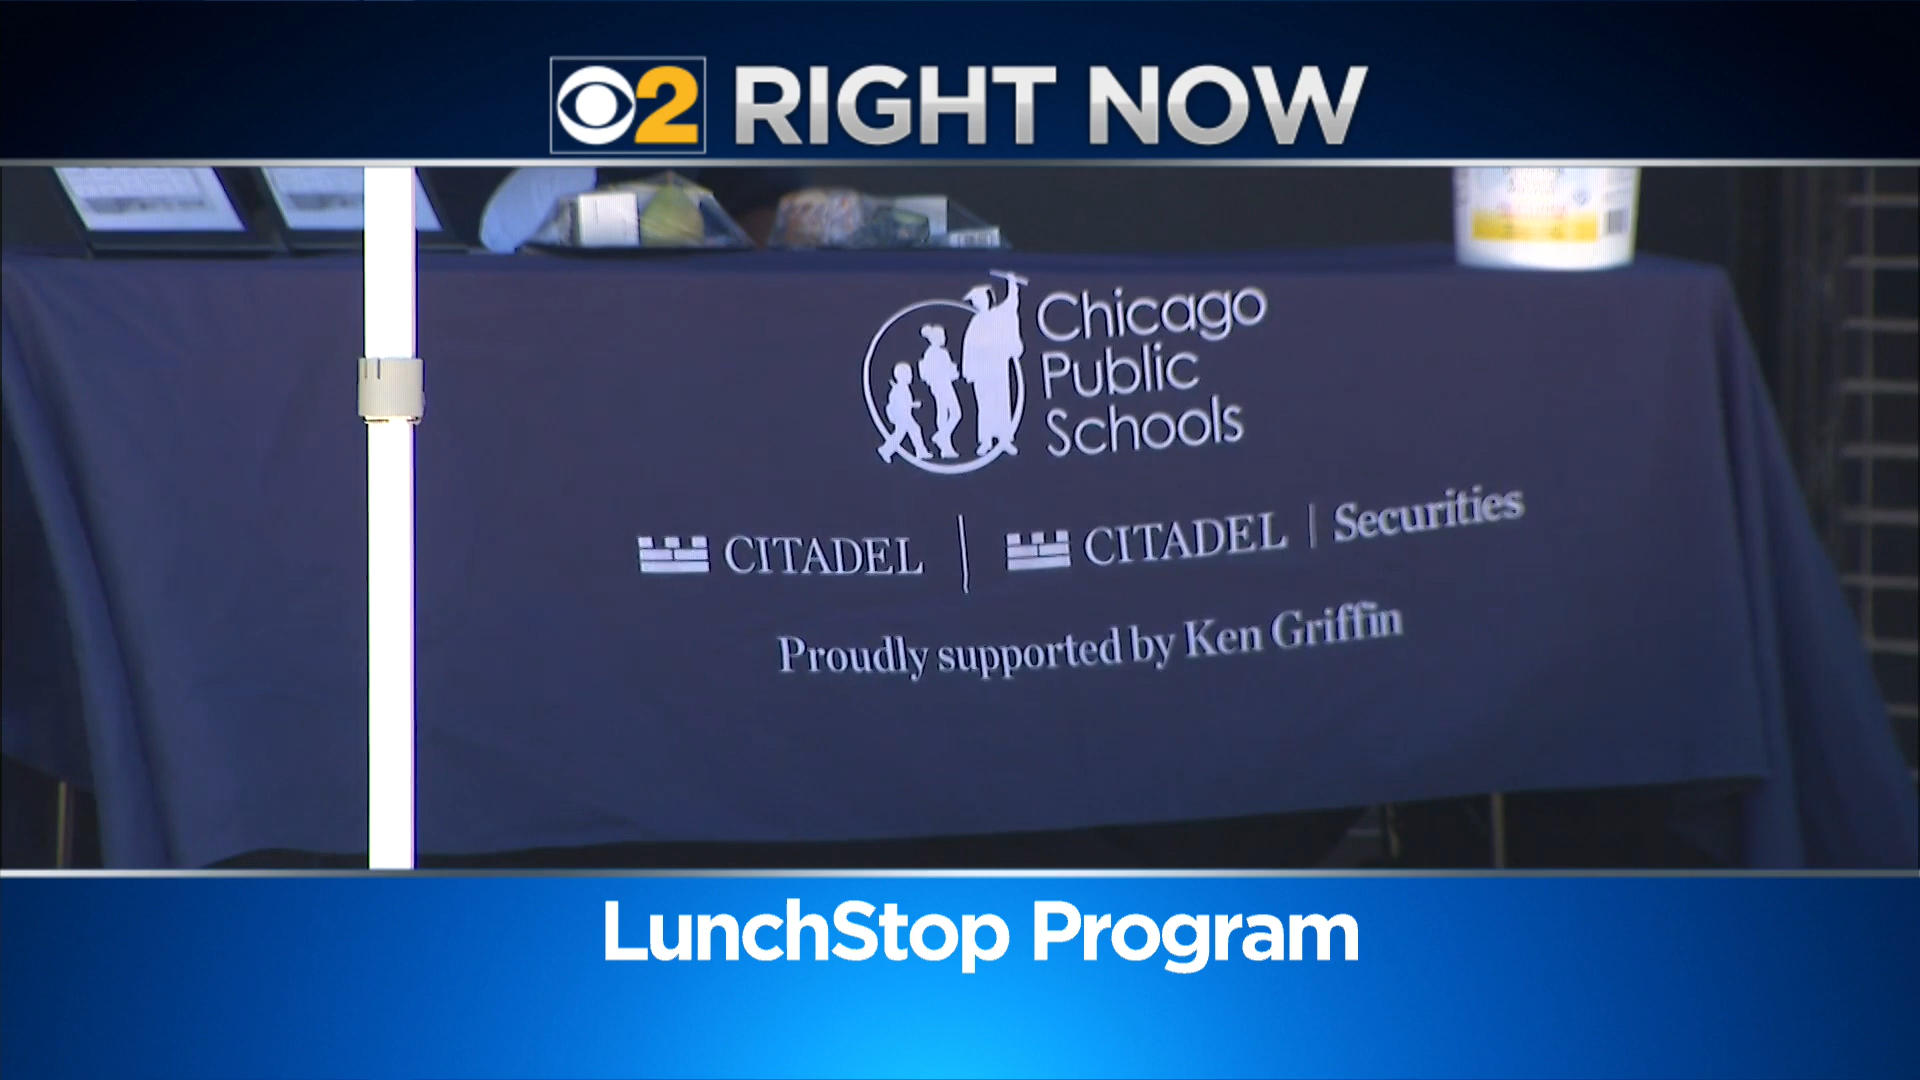 2 RIGHT NOW
Chicago
Public
Schools
CITADEL | CITADEL | Securities
Proudly supported by Ken Griffin
LunchStop Program